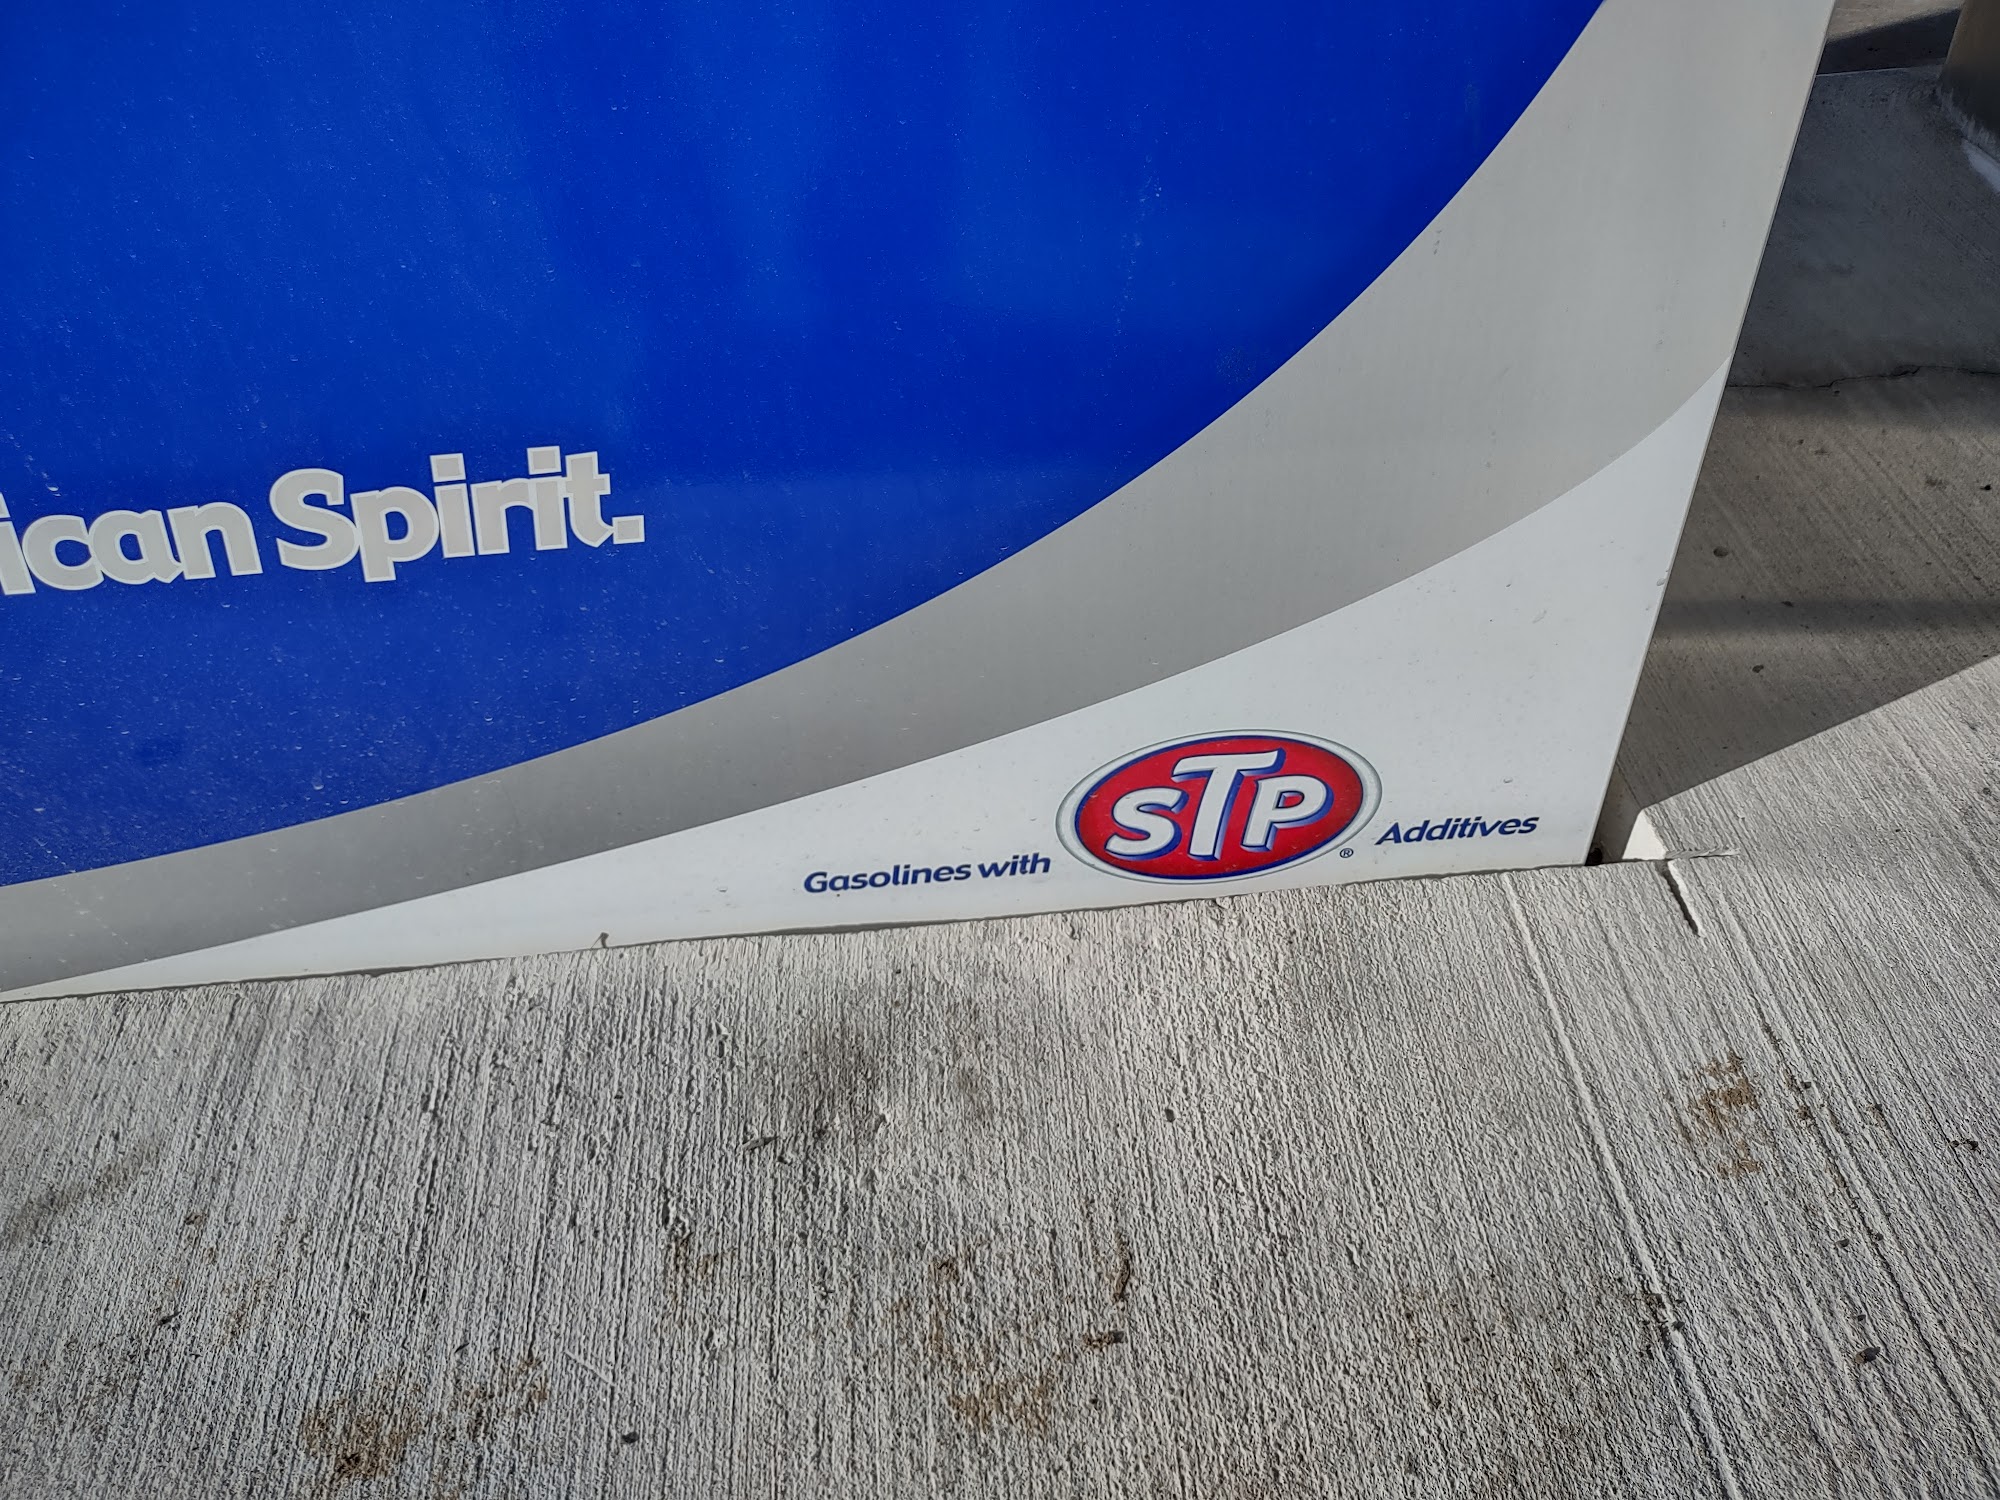 ican Spirit.
Gasolines with STP® Additives